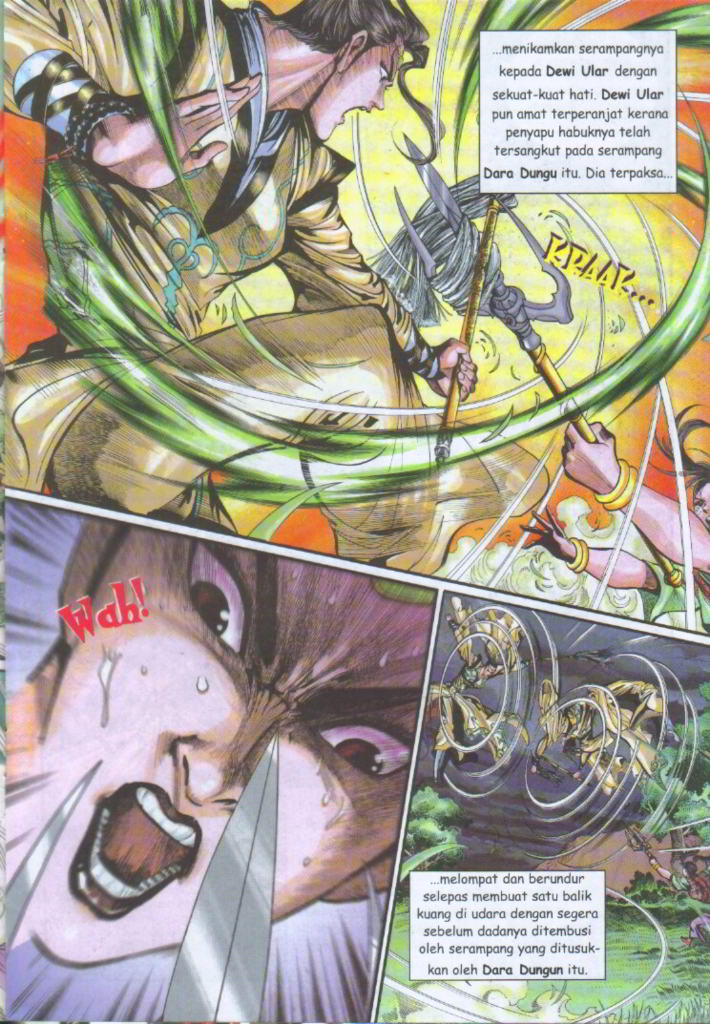 ...menikamkan serampangnya
kepada Dewi Ular dengan
sekuat-kuat hati. Dewi Ular
pun amat terperanjat kerana
penyapu habuknya telah
tersangkut pada serampang
Dara Dungu itu. Dia terpaksa...
KRAAK...
Wah!
...melompat dan berundur
selepas membuat satu balik
kuang di udara dengan segera
sebelum dadanya ditembusi
oleh serampang yang ditusuk-
kan oleh Dara Dungun itu.